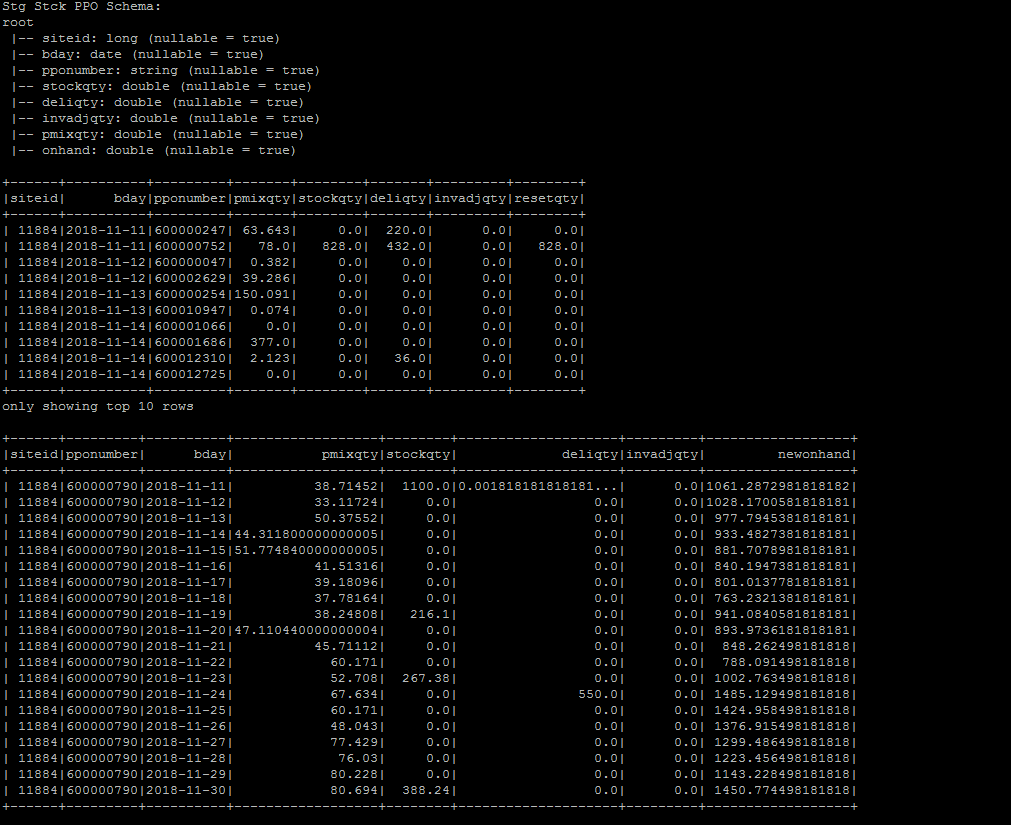 Stg Stck PPO Schema:
root
 |-- siteid: long (nullable = true)
 |-- bday: date (nullable = true)
 |-- pponumber: string (nullable = true)
 |-- stockqty: double (nullable = true)
 |-- deliqty: double (nullable = true)
 |-- invadjqty: double (nullable = true)
 |-- pmixqty: double (nullable = true)
 |-- onhand: double (nullable = true)

+------+----------+---------+-------+--------+-------+---------+--------+
|siteid|      bday|pponumber|pmixqty|stockqty|deliqty|invadjqty|resetqty|
+------+----------+---------+-------+--------+-------+---------+--------+
| 11884|2018-11-11|600000247| 63.643|     0.0|  220.0|      0.0|     0.0|
| 11884|2018-11-11|600000752|   78.0|   828.0|  432.0|      0.0|   828.0|
| 11884|2018-11-12|600000047|  0.382|     0.0|    0.0|      0.0|     0.0|
| 11884|2018-11-12|600002629| 39.286|     0.0|    0.0|      0.0|     0.0|
| 11884|2018-11-13|600000254|150.091|     0.0|    0.0|      0.0|     0.0|
| 11884|2018-11-13|600010947|  0.074|     0.0|    0.0|      0.0|     0.0|
| 11884|2018-11-14|600001066|    0.0|     0.0|    0.0|      0.0|     0.0|
| 11884|2018-11-14|600001686|  377.0|     0.0|    0.0|      0.0|     0.0|
| 11884|2018-11-14|600012310|  2.123|     0.0|   36.0|      0.0|     0.0|
| 11884|2018-11-14|600012725|    0.0|     0.0|    0.0|      0.0|     0.0|
+------+----------+---------+-------+--------+-------+---------+--------+
only showing top 10 rows

+------+---------+----------+------------------+--------+--------------------+---------+------------------+
|siteid|pponumber|      bday|           pmixqty|stockqty|             deliqty|invadjqty|         newonhand|
+------+---------+----------+------------------+--------+--------------------+---------+------------------+
| 11884|600000790|2018-11-11|          38.71452|  1100.0|0.001818181818181...|      0.0|1061.2872981818182|
| 11884|600000790|2018-11-12|          33.11724|     0.0|                 0.0|      0.0|1028.1700581818181|
| 11884|600000790|2018-11-13|          50.37552|     0.0|                 0.0|      0.0| 977.7945381818181|
| 11884|600000790|2018-11-14|44.311800000000005|     0.0|                 0.0|      0.0| 933.4827381818181|
| 11884|600000790|2018-11-15|51.774840000000005|     0.0|                 0.0|      0.0| 881.7078981818181|
| 11884|600000790|2018-11-16|          41.51316|     0.0|                 0.0|      0.0| 840.1947381818181|
| 11884|600000790|2018-11-17|          39.18096|     0.0|                 0.0|      0.0| 801.0137781818181|
| 11884|600000790|2018-11-18|          37.78164|     0.0|                 0.0|      0.0| 763.2321381818181|
| 11884|600000790|2018-11-19|          38.24808|   216.1|                 0.0|      0.0| 941.0840581818181|
| 11884|600000790|2018-11-20|47.110440000000004|     0.0|                 0.0|      0.0| 893.9736181818181|
| 11884|600000790|2018-11-21|          45.71112|     0.0|                 0.0|      0.0|  848.262498181818|
| 11884|600000790|2018-11-22|            60.171|     0.0|                 0.0|      0.0|  788.091498181818|
| 11884|600000790|2018-11-23|            52.708|  267.38|                 0.0|      0.0| 1002.763498181818|
| 11884|600000790|2018-11-24|            67.634|     0.0|               550.0|      0.0| 1485.129498181818|
| 11884|600000790|2018-11-25|            60.171|     0.0|                 0.0|      0.0| 1424.958498181818|
| 11884|600000790|2018-11-26|            48.043|     0.0|                 0.0|      0.0| 1376.915498181818|
| 11884|600000790|2018-11-27|            77.429|     0.0|                 0.0|      0.0| 1299.486498181818|
| 11884|600000790|2018-11-28|             76.03|     0.0|                 0.0|      0.0| 1223.456498181818|
| 11884|600000790|2018-11-29|            80.228|     0.0|                 0.0|      0.0| 1143.228498181818|
| 11884|600000790|2018-11-30|            80.694|  388.24|                 0.0|      0.0| 1450.774498181818|
+------+---------+----------+------------------+--------+--------------------+---------+------------------+